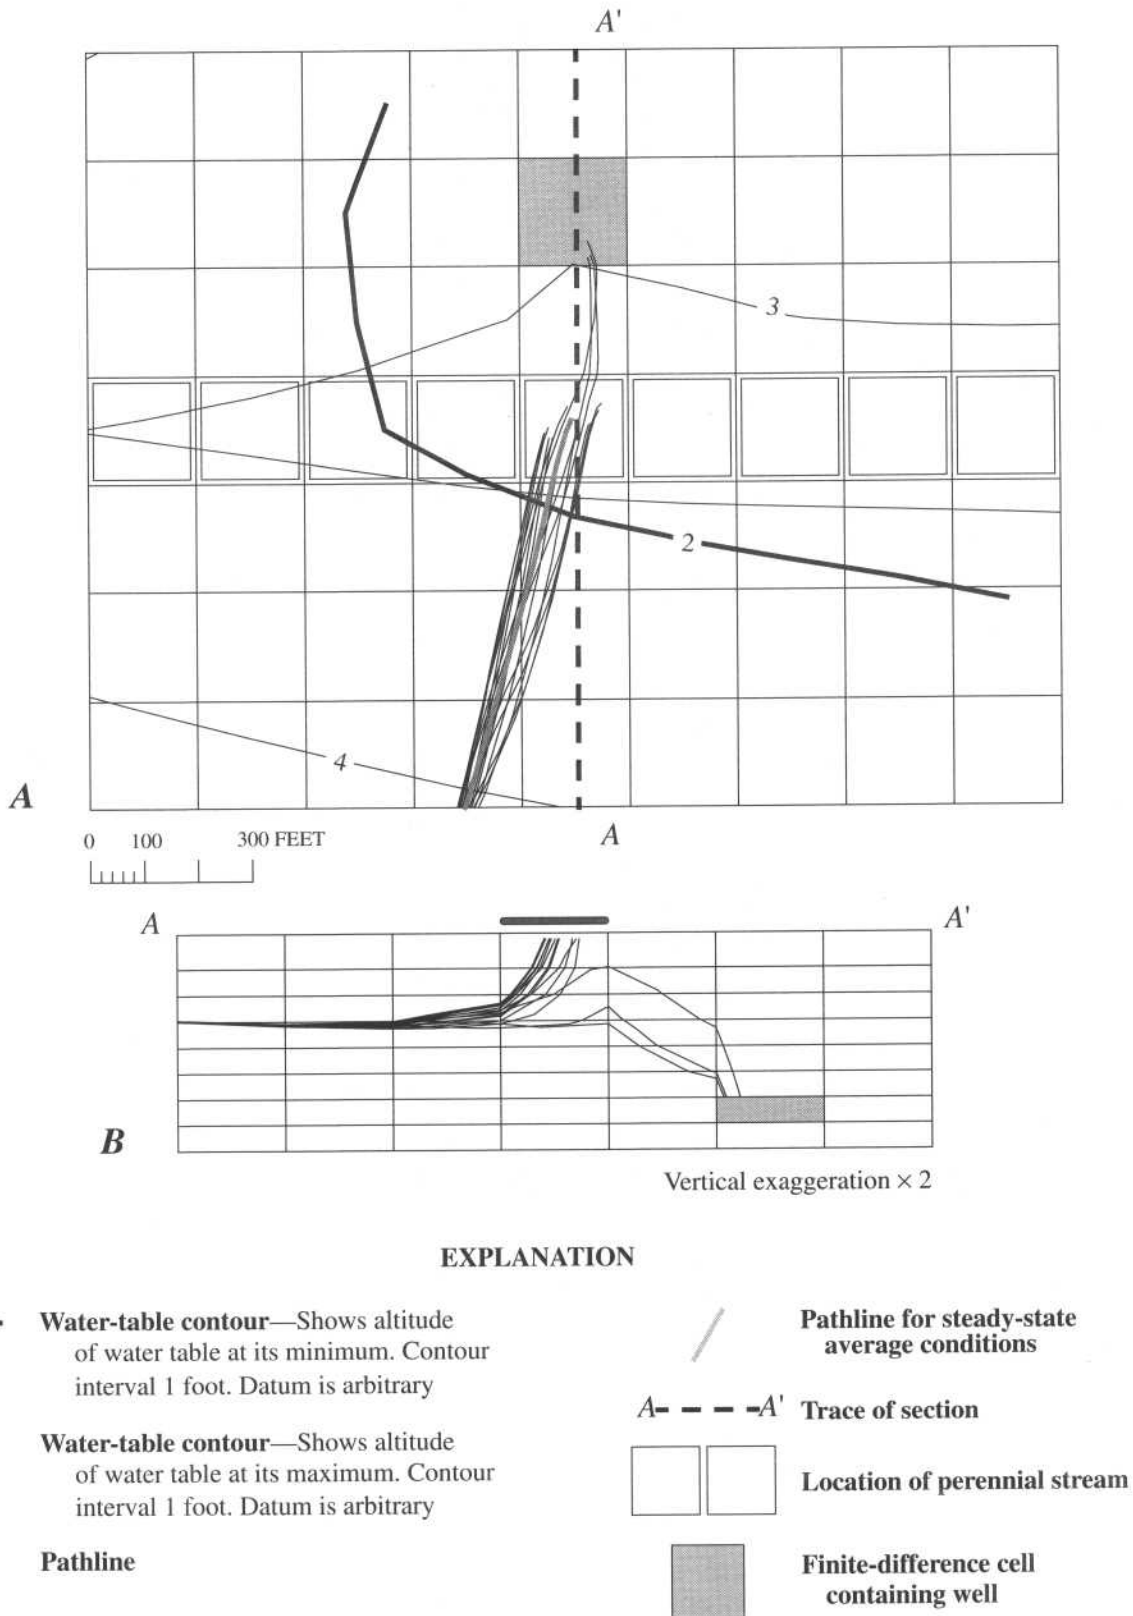 A'
3
2
4
A
A
0 100 300 FEET
A A'
B
Vertical exaggeration × 2
EXPLANATION
Water-table contour—Shows altitude
of water table at its minimum. Contour
interval 1 foot. Datum is arbitrary
Water-table contour—Shows altitude
of water table at its maximum. Contour
interval 1 foot. Datum is arbitrary
Pathline
Pathline for steady-state
average conditions
A A' Trace of section
Location of perennial stream
Finite-difference cell
containing well